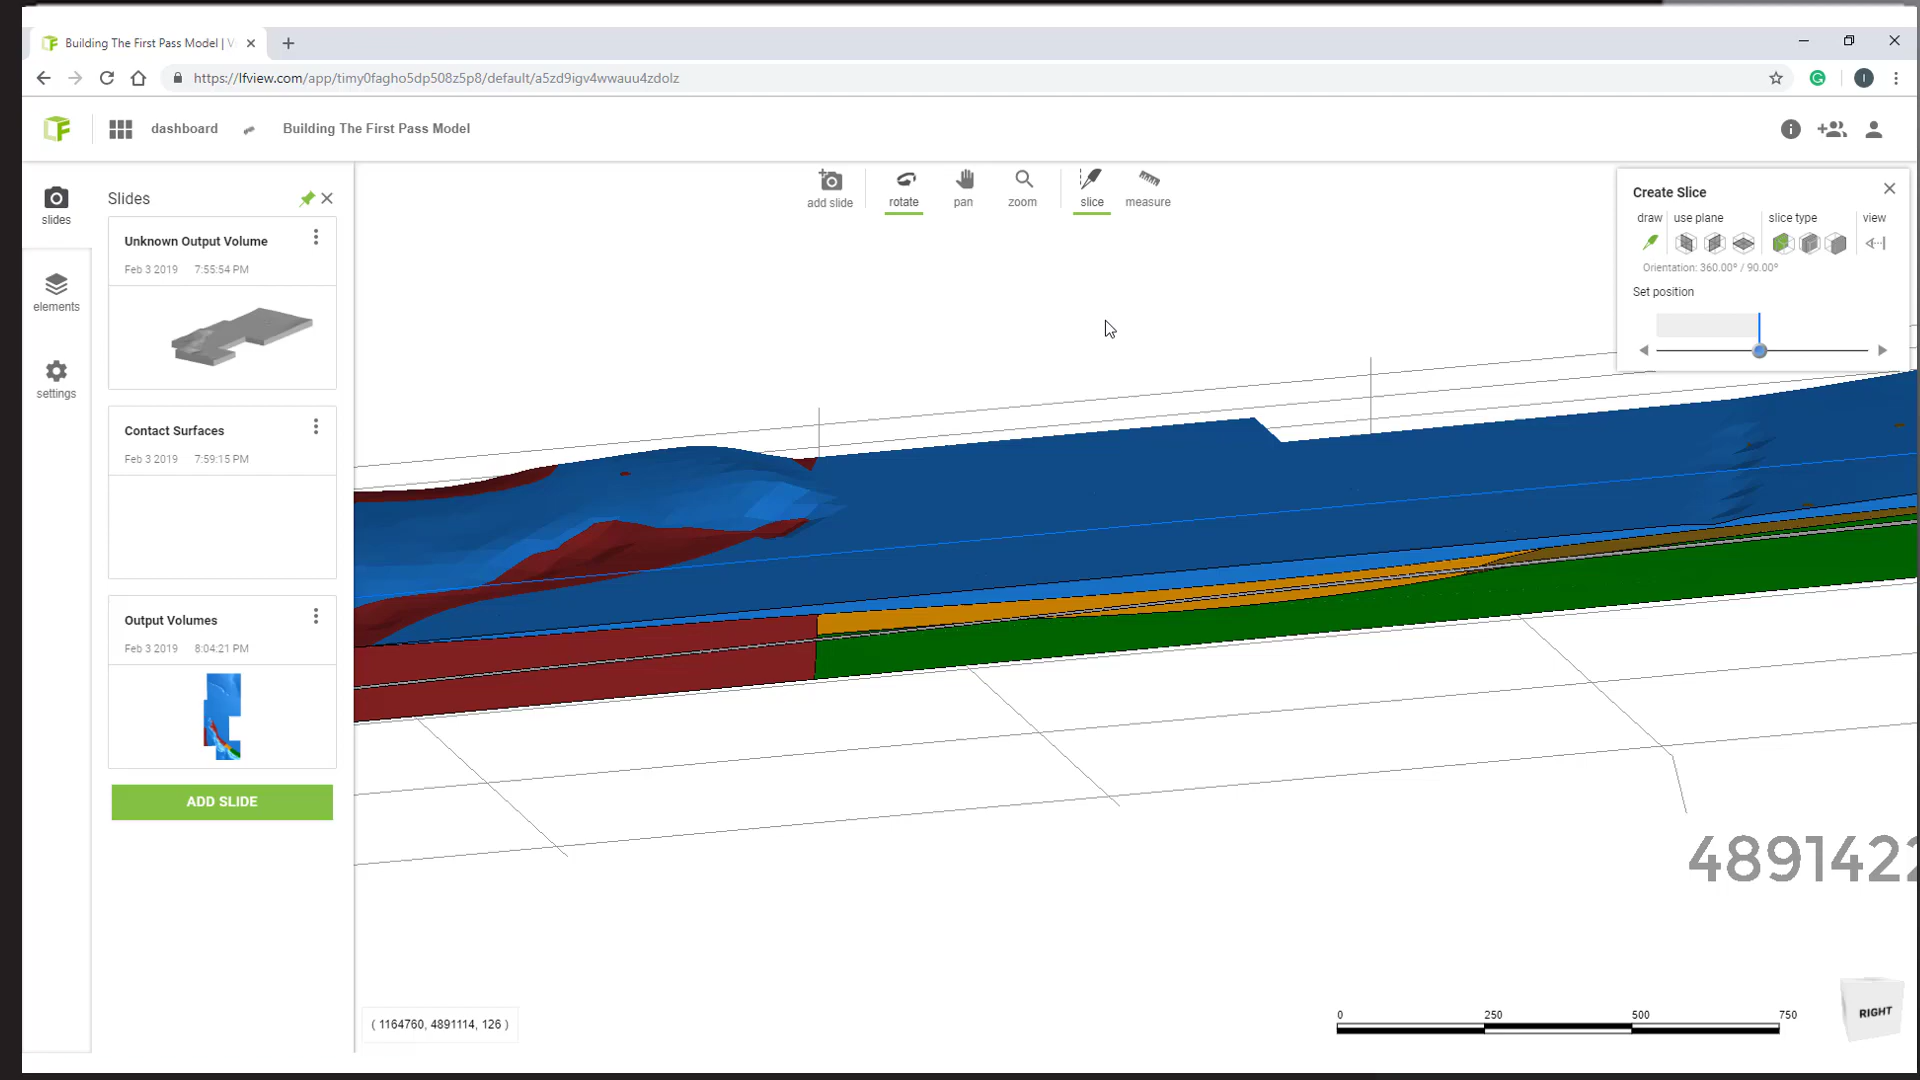 Building The First Pass Model | V
https://lfview.com/app/timy0fagho5dp508z5p8/default/a5zd9igv4wwauu4zdolz
I
dashboard
Building The First Pass Model
slides
elements
settings
Slides
Unknown Output Volume
Feb 3 2019 7:55:54 PM
Contact Surfaces
Feb 3 2019 7:59:15 PM
Output Volumes
Feb 3 2019 8:04:21 PM
ADD SLIDE
add slide
rotate
pan
zoom
slice
measure
Create Slice
draw use plane slice type view
Orientation: 360.00° / 90.00°
Set position
489142
( 1164760, 4891114, 126 )
0 250 500 750
RIGHT